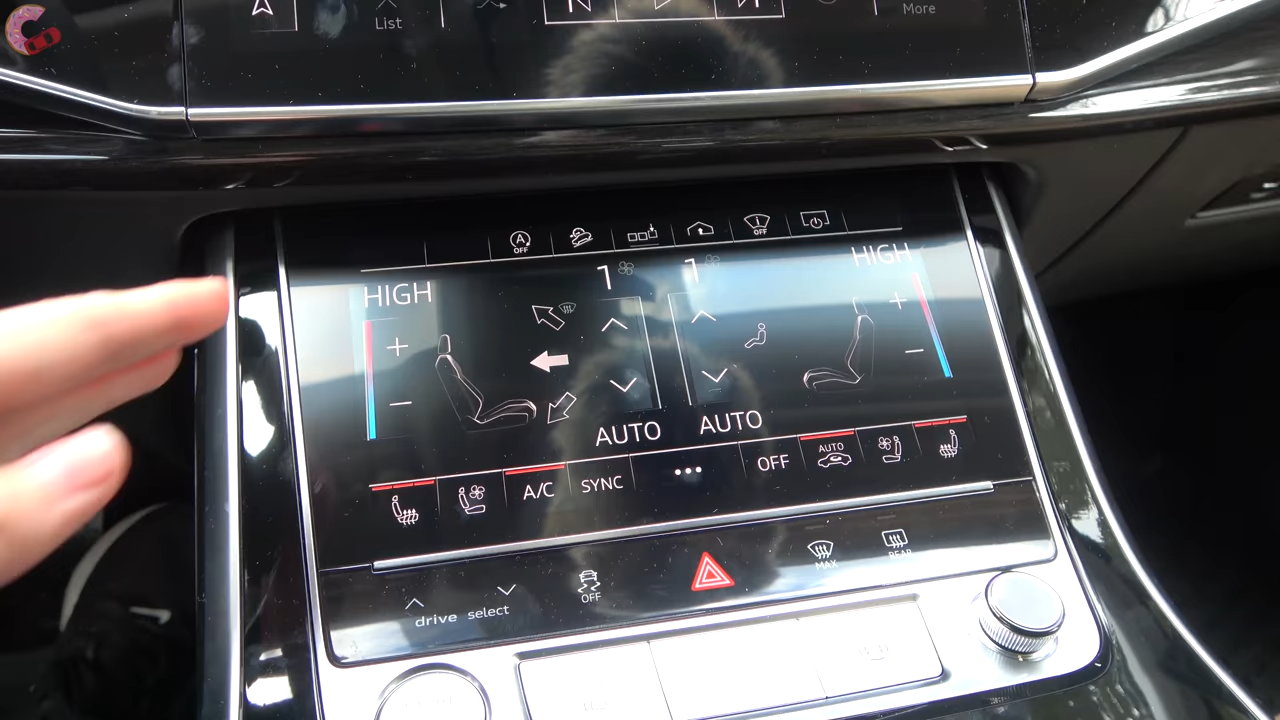 List
More
A
OFF
OFF
HIGH
1
1
HIGH
AUTO
AUTO
A/C
SYNC
OFF
AUTO
drive select
OFF
MAX
REAR